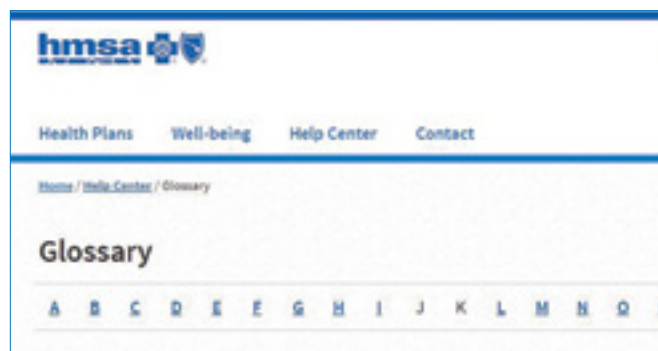 hmsa
Health Plans Well-being Help Center Contact
Home / Help Center / Glossary
Glossary
A B C D E F G H I J K L M N O